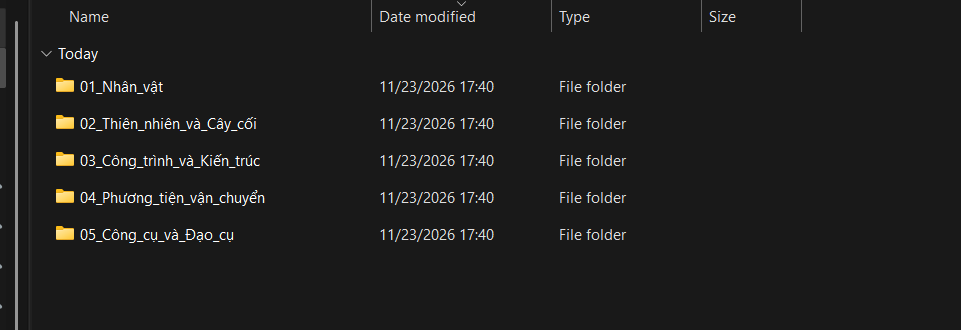 Name Date modified Type Size
Today
01_Nhân_vật 11/23/2026 17:40 File folder
02_Thiên_nhiên_và_Cây_cối 11/23/2026 17:40 File folder
03_Công_trình_và_Kiến_trúc 11/23/2026 17:40 File folder
04_Phương_tiện_vận_chuyển 11/23/2026 17:40 File folder
05_Công_cụ_và_Đạo_cụ 11/23/2026 17:40 File folder